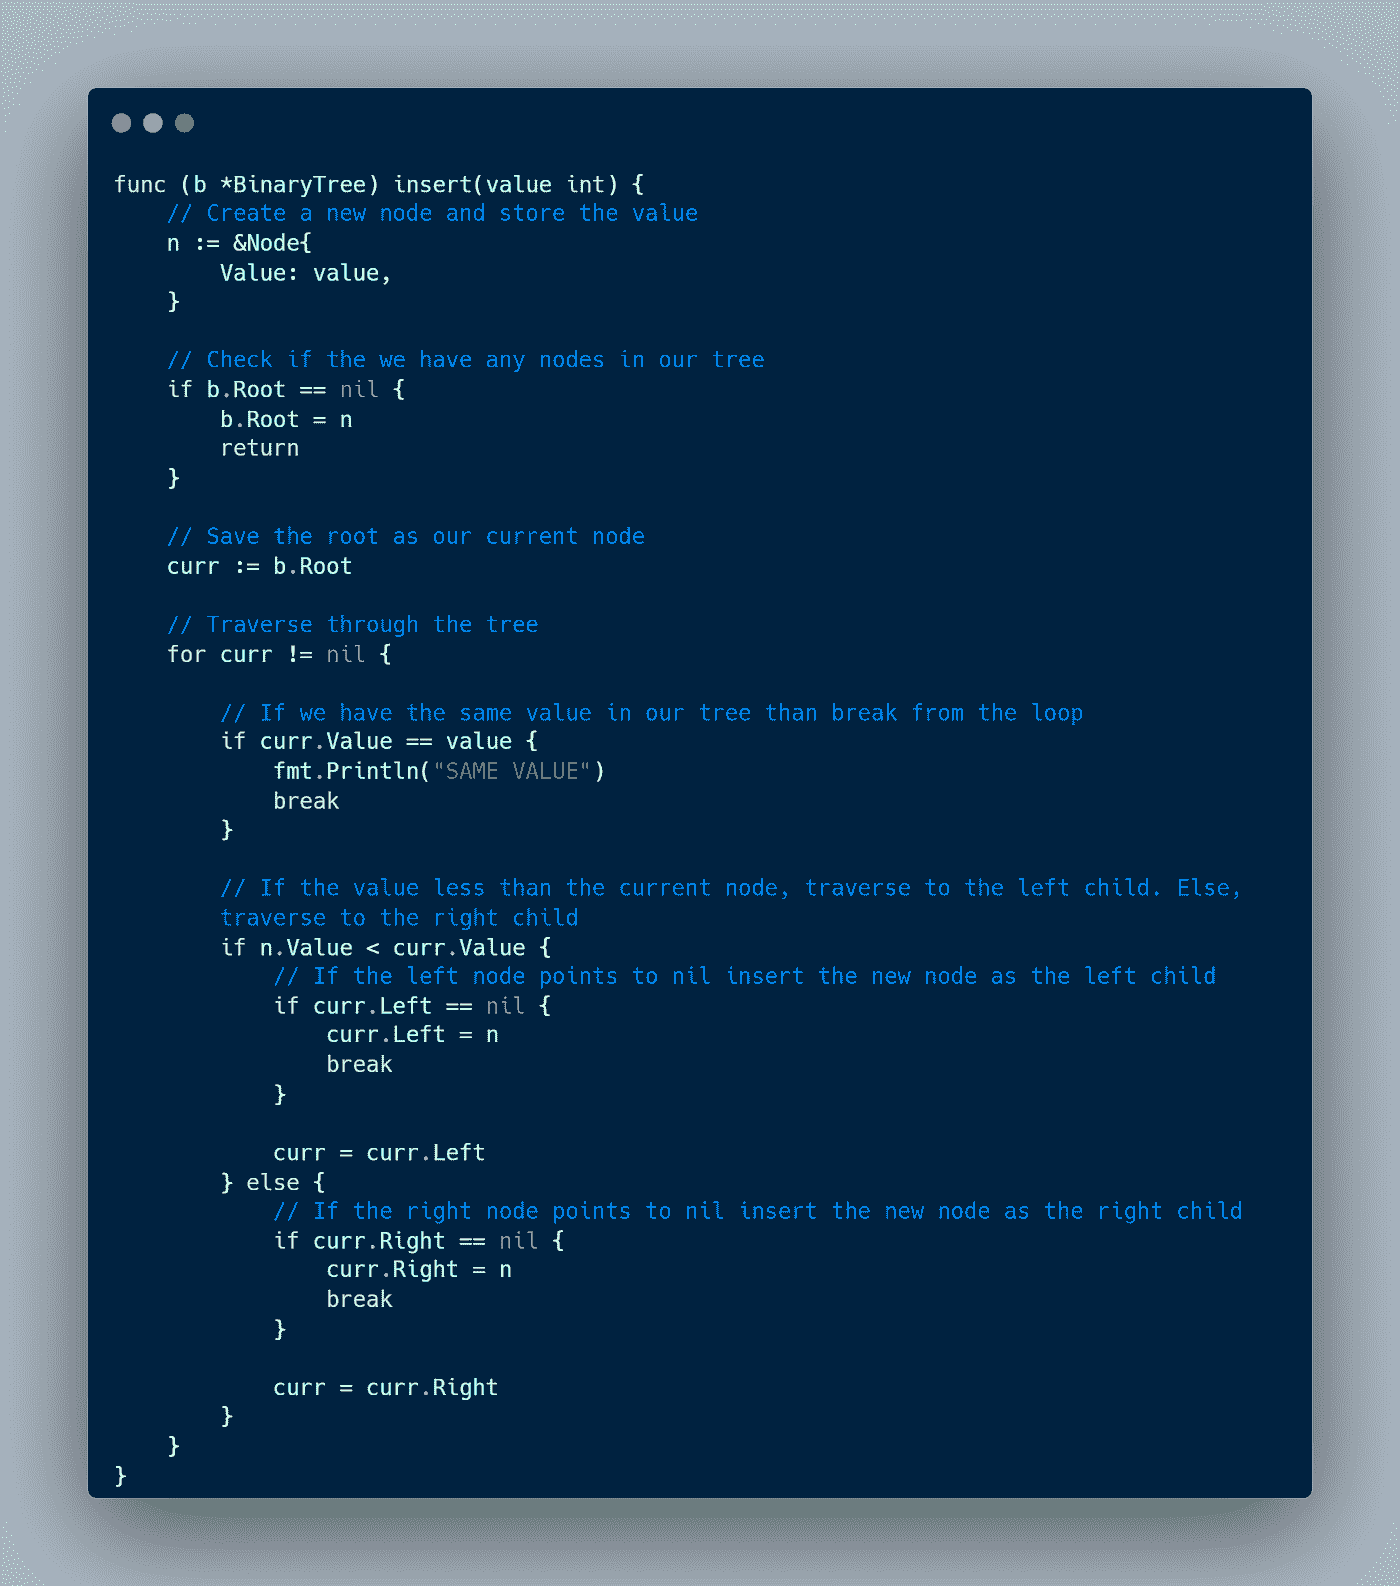 func (b *BinaryTree) insert(value int) {
    // Create a new node and store the value
    n := &Node{
        Value: value,
    }

    // Check if the we have any nodes in our tree
    if b.Root == nil {
        b.Root = n
        return
    }

    // Save the root as our current node
    curr := b.Root

    // Traverse through the tree
    for curr != nil {

        // If we have the same value in our tree than break from the loop
        if curr.Value == value {
            fmt.Println("SAME VALUE")
            break
        }

        // If the value less than the current node, traverse to the left child. Else,
        traverse to the right child
        if n.Value < curr.Value {
            // If the left node points to nil insert the new node as the left child
            if curr.Left == nil {
                curr.Left = n
                break
            }

            curr = curr.Left
        } else {
            // If the right node points to nil insert the new node as the right child
            if curr.Right == nil {
                curr.Right = n
                break
            }

            curr = curr.Right
        }
    }
}